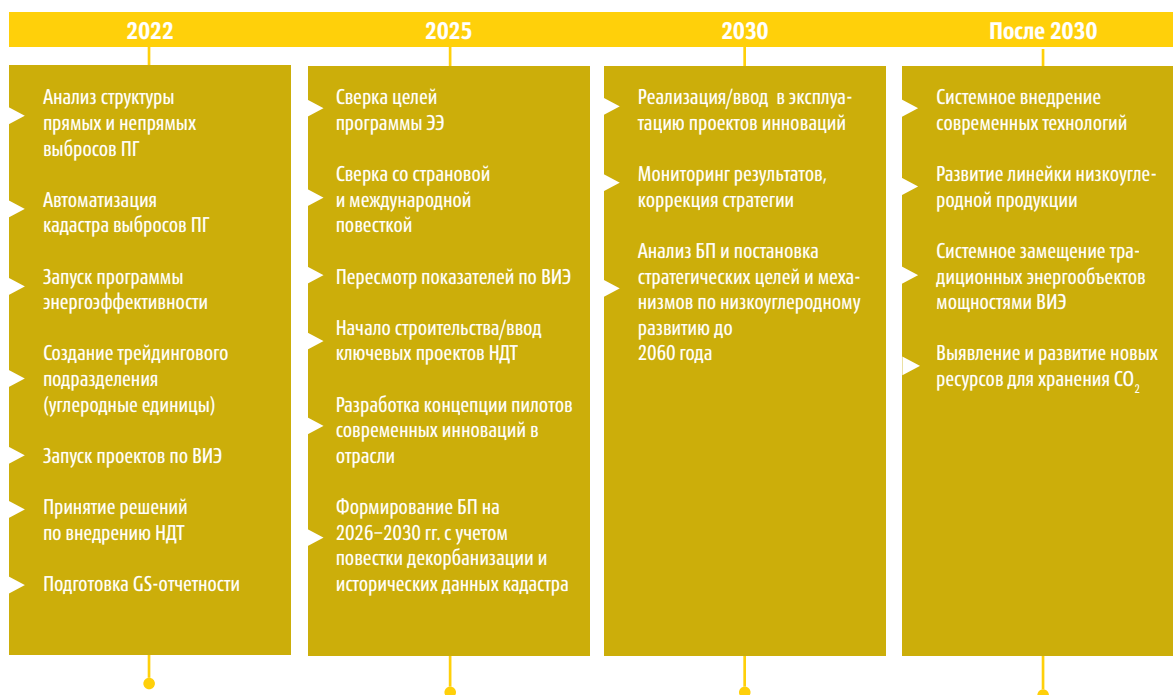 2022
Анализ структуры
прямых и непрямых
выбросов ПГ
Автоматизация
кадастра выбросов ПГ
Запуск программы
энергоэффективности
Создание трейдингового
подразделения
(углеродные единицы)
Запуск проектов по ВИЭ
Принятие решений
по внедрению НДТ
Подготовка GS-отчетности
2025
Сверка целей
программы ЭЭ
Сверка со страновой
и международной
повесткой
Пересмотр показателей по ВИЭ
Начало строительства/ввод
ключевых проектов НДТ
Разработка концепции пилотов
современных инноваций в
отрасли
Формирование БП на
2026–2030 гг. с учетом
повестки декорбанизации и
исторических данных кадастра
2030
Реализация/ввод в эксплуа-
тацию проектов инноваций
Мониторинг результатов,
коррекция стратегии
Анализ БП и постановка
стратегических целей и меха-
низмов по низкоуглеродному
развитию до
2060 года
После 2030
Системное внедрение
современных технологий
Развитие линейки низкоугле-
родной продукции
Системное замещение тра-
диционных энергообъектов
мощностями ВИЭ
Выявление и развитие новых
ресурсов для хранения CO₂